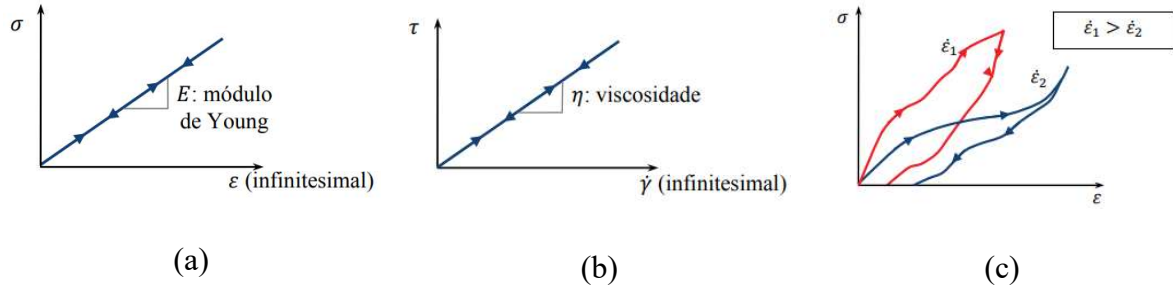 σ
E: módulo
de Young
ε (infinitesimal)
(a)
τ
η: viscosidade
γ̇ (infinitesimal)
(b)
σ
ε̇₁ > ε̇₂
ε̇₁
ε̇₂
ε
(c)